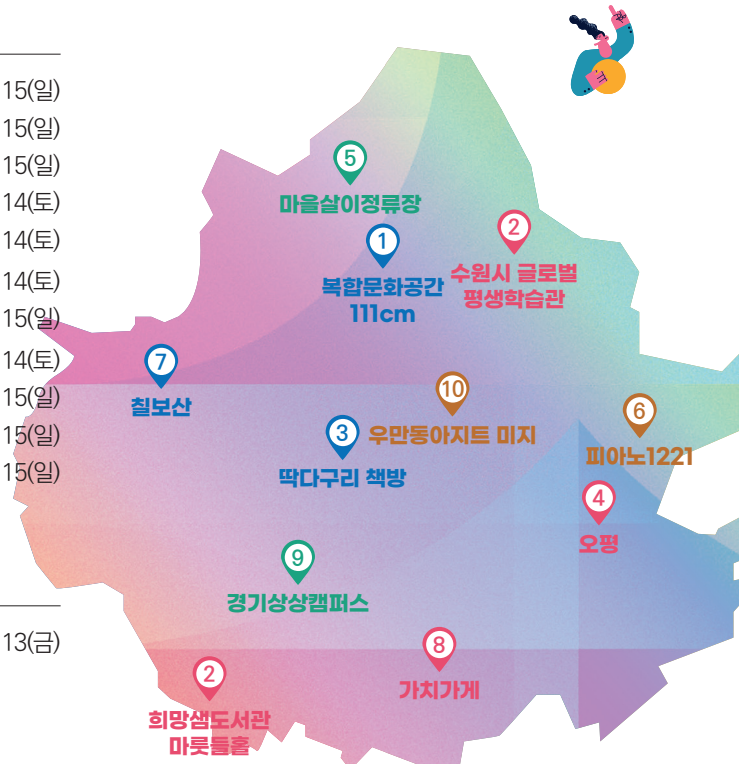 15(일)
15(일)
15(일)
14(토)
14(토)
14(토)
15(일)
14(토)
15(일)
15(일)
15(일)
13(금)
5
마을살이정류장
1
복합문화공간
111cm
2
수원시 글로벌
평생학습관
7
칠보산
10
우만동아지트 미지
6
피아노1221
3
딱다구리 책방
4
오평
9
경기상상캠퍼스
8
가치가게
2
희망샘도서관
마룻들홀